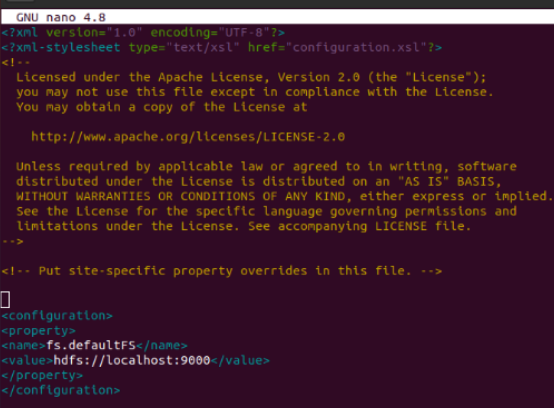 GNU nano 4.8
<?xml version="1.0" encoding="UTF-8"?>
<?xml-stylesheet type="text/xsl" href="configuration.xsl"?>
<!--
  Licensed under the Apache License, Version 2.0 (the "License");
  you may not use this file except in compliance with the License.
  You may obtain a copy of the License at

    http://www.apache.org/licenses/LICENSE-2.0

  Unless required by applicable law or agreed to in writing, software
  distributed under the License is distributed on an "AS IS" BASIS,
  WITHOUT WARRANTIES OR CONDITIONS OF ANY KIND, either express or implied.
  See the License for the specific language governing permissions and
  limitations under the License. See accompanying LICENSE file.
-->

<!-- Put site-specific property overrides in this file. -->

<configuration>
<property>
<name>fs.defaultFS</name>
<value>hdfs://localhost:9000</value>
</property>
</configuration>